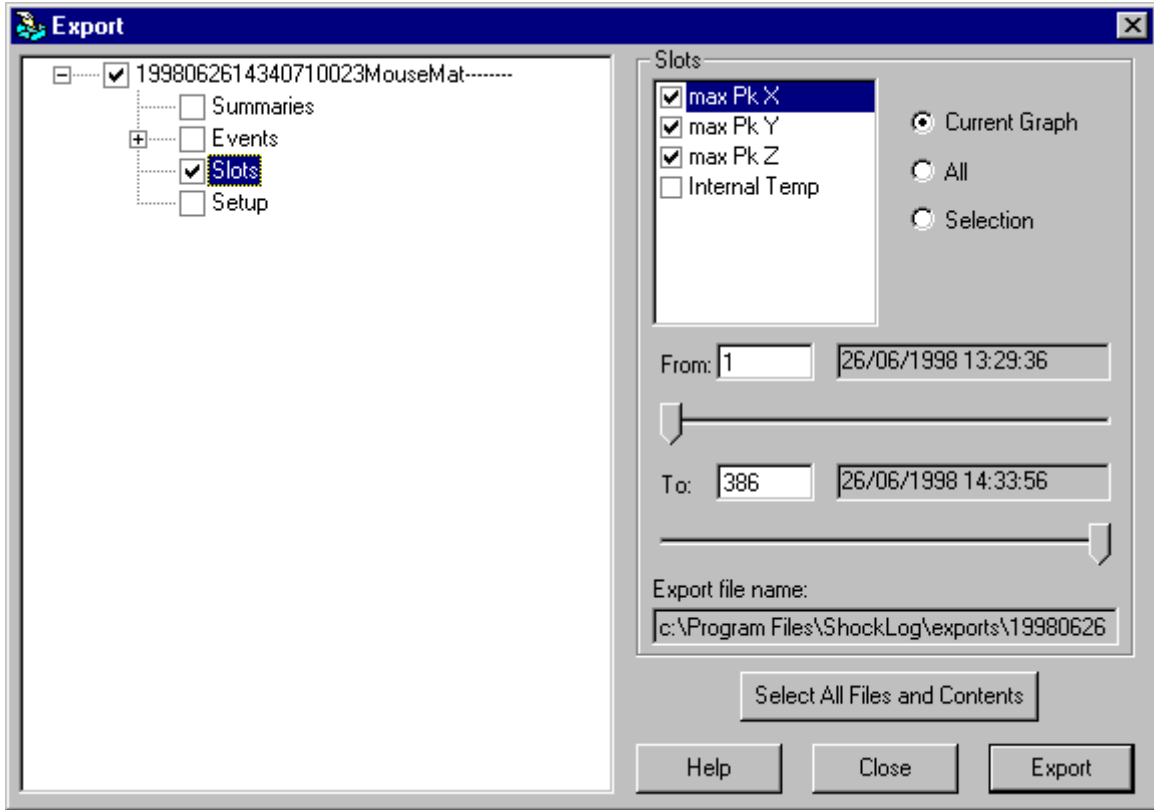 Export
1998062614340710023MouseMat--------
Summaries
Events
Slots
Setup
Slots
max Pk X
max Pk Y
max Pk Z
Internal Temp
Current Graph
All
Selection
From: 1 26/06/1998 13:29:36
To: 386 26/06/1998 14:33:56
Export file name:
c:\Program Files\ShockLog\exports\19980626
Select All Files and Contents
Help Close Export